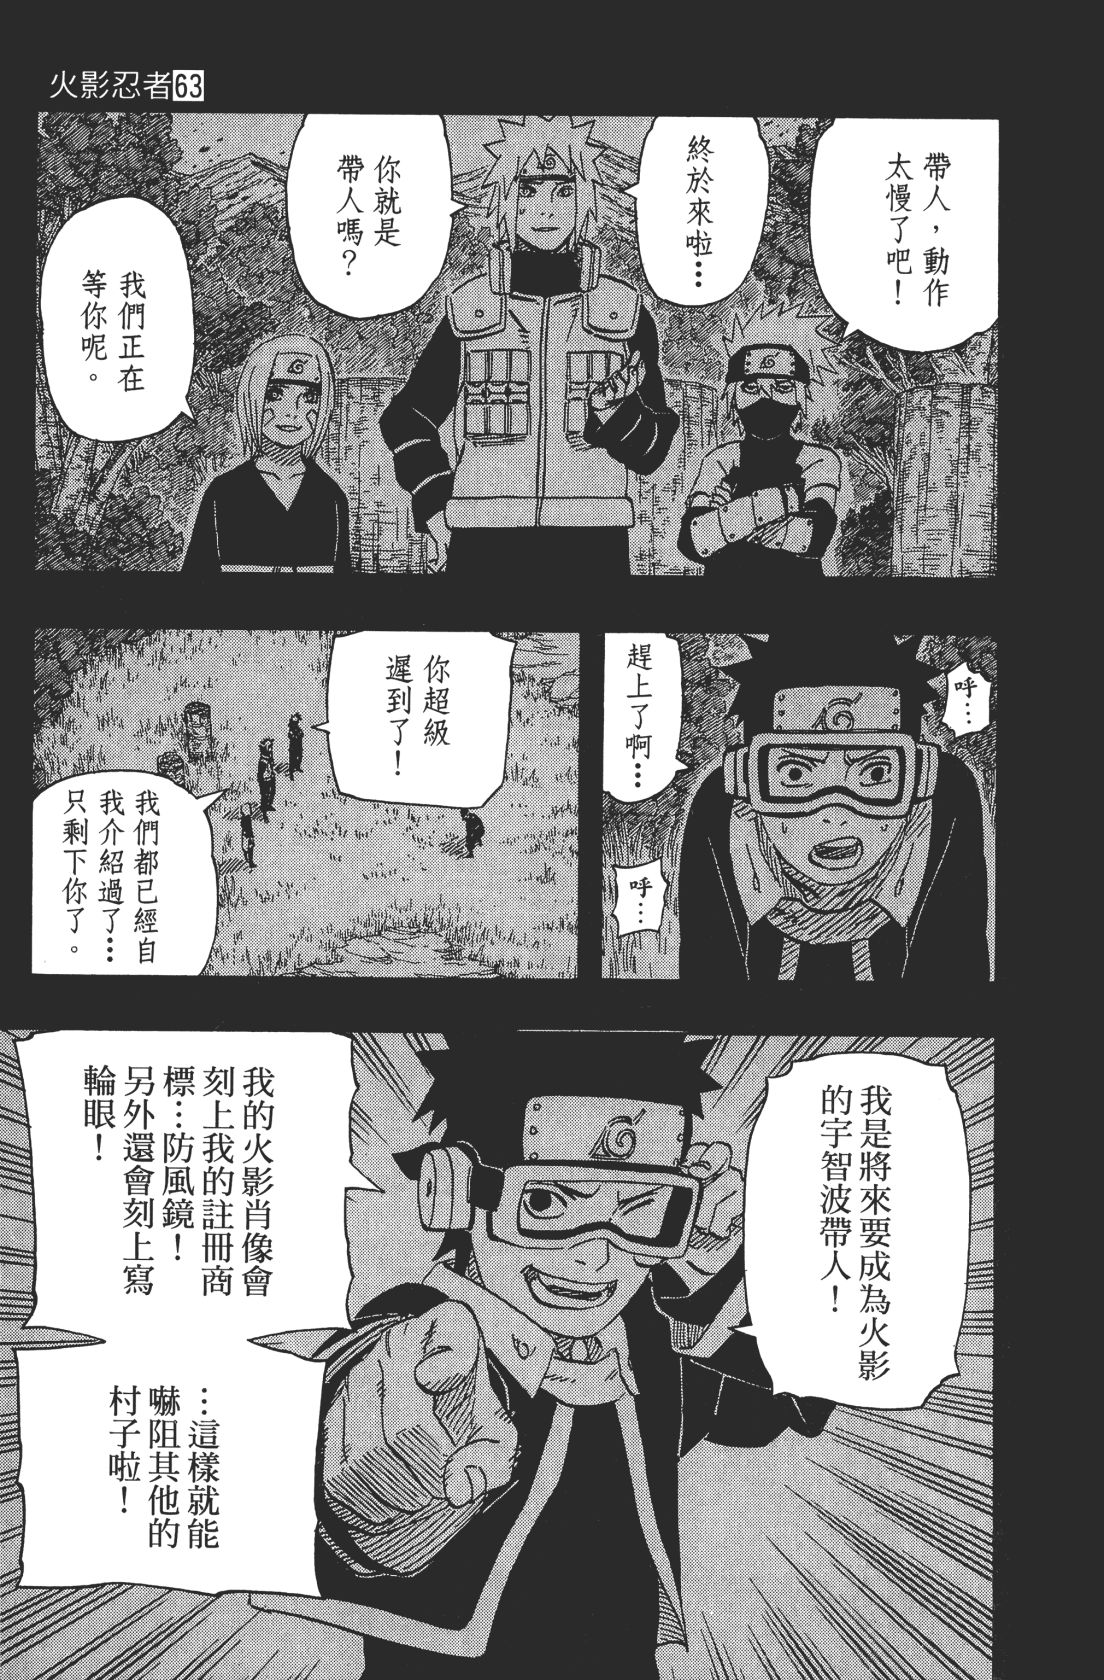 火影忍者63
帶人，動作
太慢了吧！
終於來啦…
你就是
帶人嗎？
我們正在
等你呢。
呼…
趕上了啊…
呼…
你超級
遲到了！
我們都已經自
我介紹過了…
只剩下你了。
我是將來要成為火影
的宇智波帶人！
我的火影肖像會
刻上我的註冊商
標…防風鏡！
另外還會刻上寫
輪眼！
…這樣就能
嚇阻其他的
村子啦！